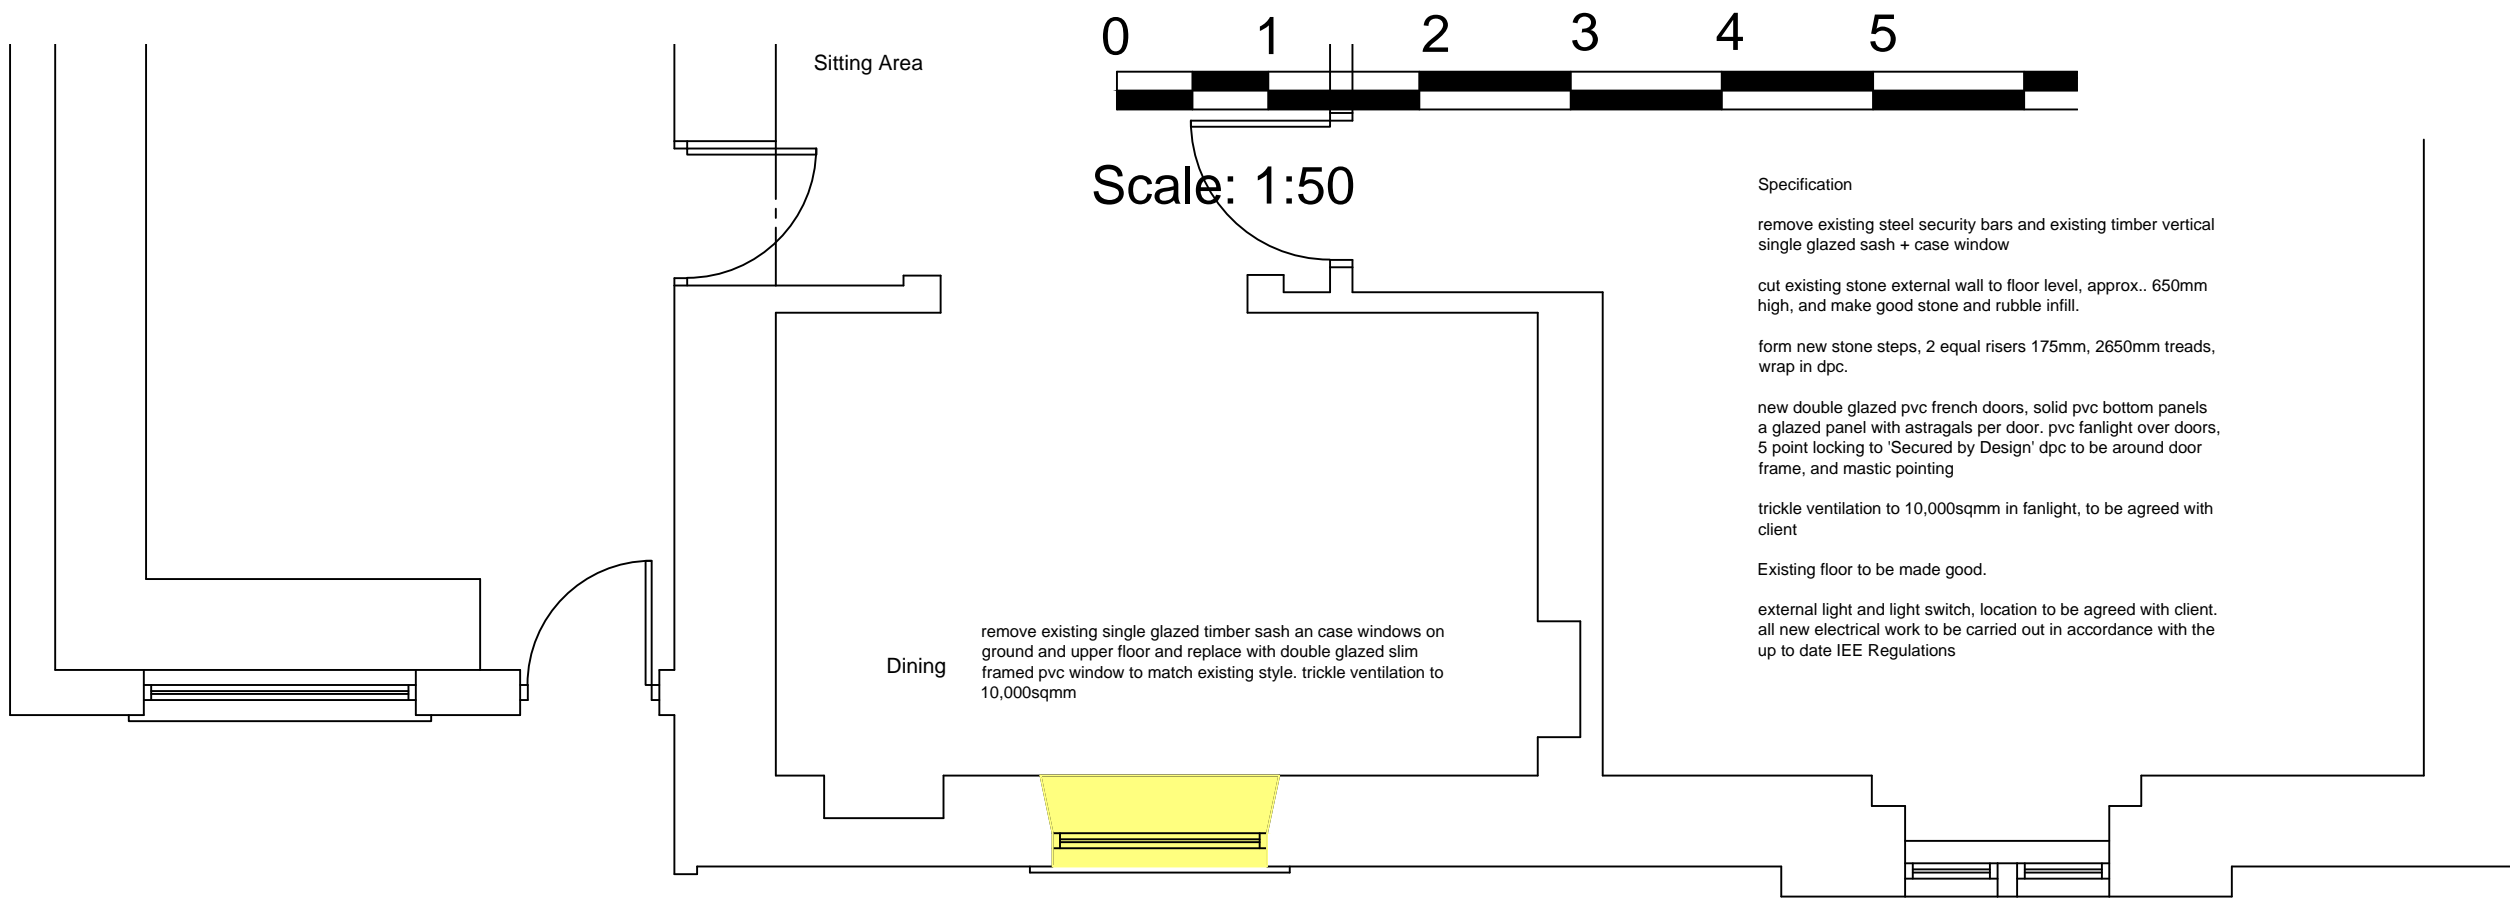 0 1 2 3 4 5
Sitting Area
Scale: 1:50
Specification
remove existing steel security bars and existing timber vertical
single glazed sash + case window
cut existing stone external wall to floor level, approx.. 650mm
high, and make good stone and rubble infill.
form new stone steps, 2 equal risers 175mm, 2650mm treads,
wrap in dpc.
new double glazed pvc french doors, solid pvc bottom panels
a glazed panel with astragals per door. pvc fanlight over doors,
5 point locking to 'Secured by Design' dpc to be around door
frame, and mastic pointing
trickle ventilation to 10,000sqmm in fanlight, to be agreed with
client
Existing floor to be made good.
external light and light switch, location to be agreed with client.
all new electrical work to be carried out in accordance with the
up to date IEE Regulations
Dining
remove existing single glazed timber sash an case windows on
ground and upper floor and replace with double glazed slim
framed pvc window to match existing style. trickle ventilation to
10,000sqmm